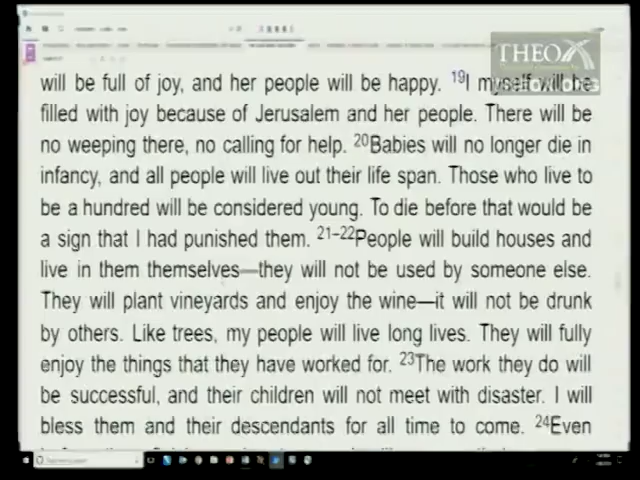 THEOX
will be full of joy, and her people will be happy. 19I myself will be
filled with joy because of Jerusalem and her people. There will be
no weeping there, no calling for help. 20Babies will no longer die in
infancy, and all people will live out their life span. Those who live to
be a hundred will be considered young. To die before that would be
a sign that I had punished them. 21–22People will build houses and
live in them themselves—they will not be used by someone else.
They will plant vineyards and enjoy the wine—it will not be drunk
by others. Like trees, my people will live long lives. They will fully
enjoy the things that they have worked for. 23The work they do will
be successful, and their children will not meet with disaster. I will
bless them and their descendants for all time to come. 24Even